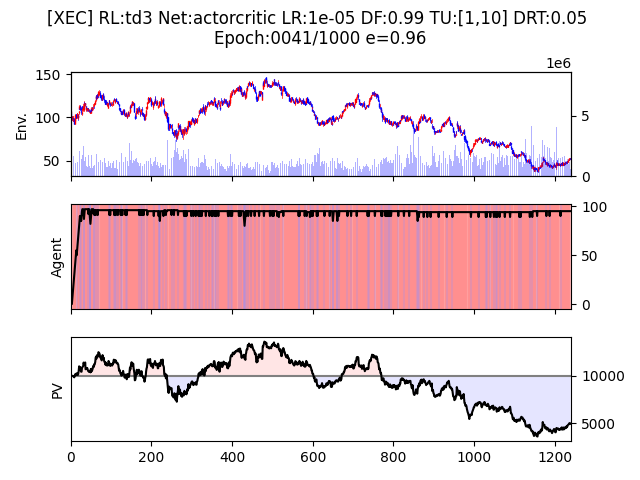 [XEC] RL:td3 Net:actorcritic LR:1e-05 DF:0.99 TU:[1,10] DRT:0.05
Epoch:0041/1000 e=0.96
1e6
150
100
50
Env.
5
0
Agent
100
50
0
PV
10000
5000
0 200 400 600 800 1000 1200